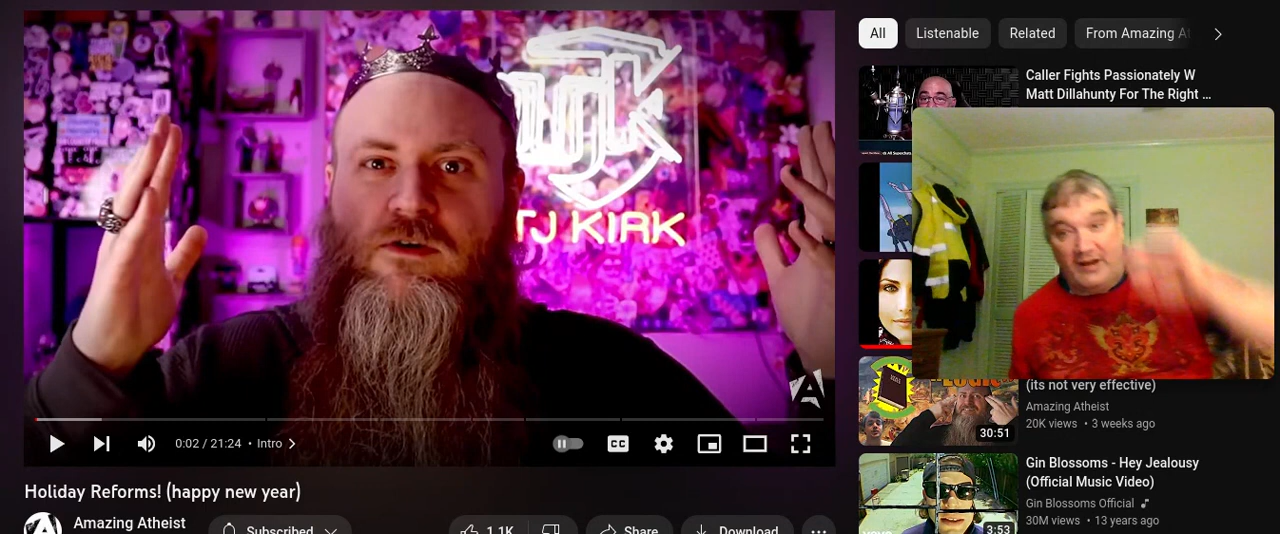 TJ KIRK
0:02 / 21:24 • Intro
CC
Holiday Reforms! (happy new year)
Amazing Atheist
Subscribed
1.1K
Share
Download
All
Listenable
Related
From Amazing At
Caller Fights Passionately W
Matt Dillahunty For The Right ...
(its not very effective)
Amazing Atheist
20K views • 3 weeks ago
30:51
Gin Blossoms - Hey Jealousy
(Official Music Video)
Gin Blossoms Official
30M views • 13 years ago
3:53